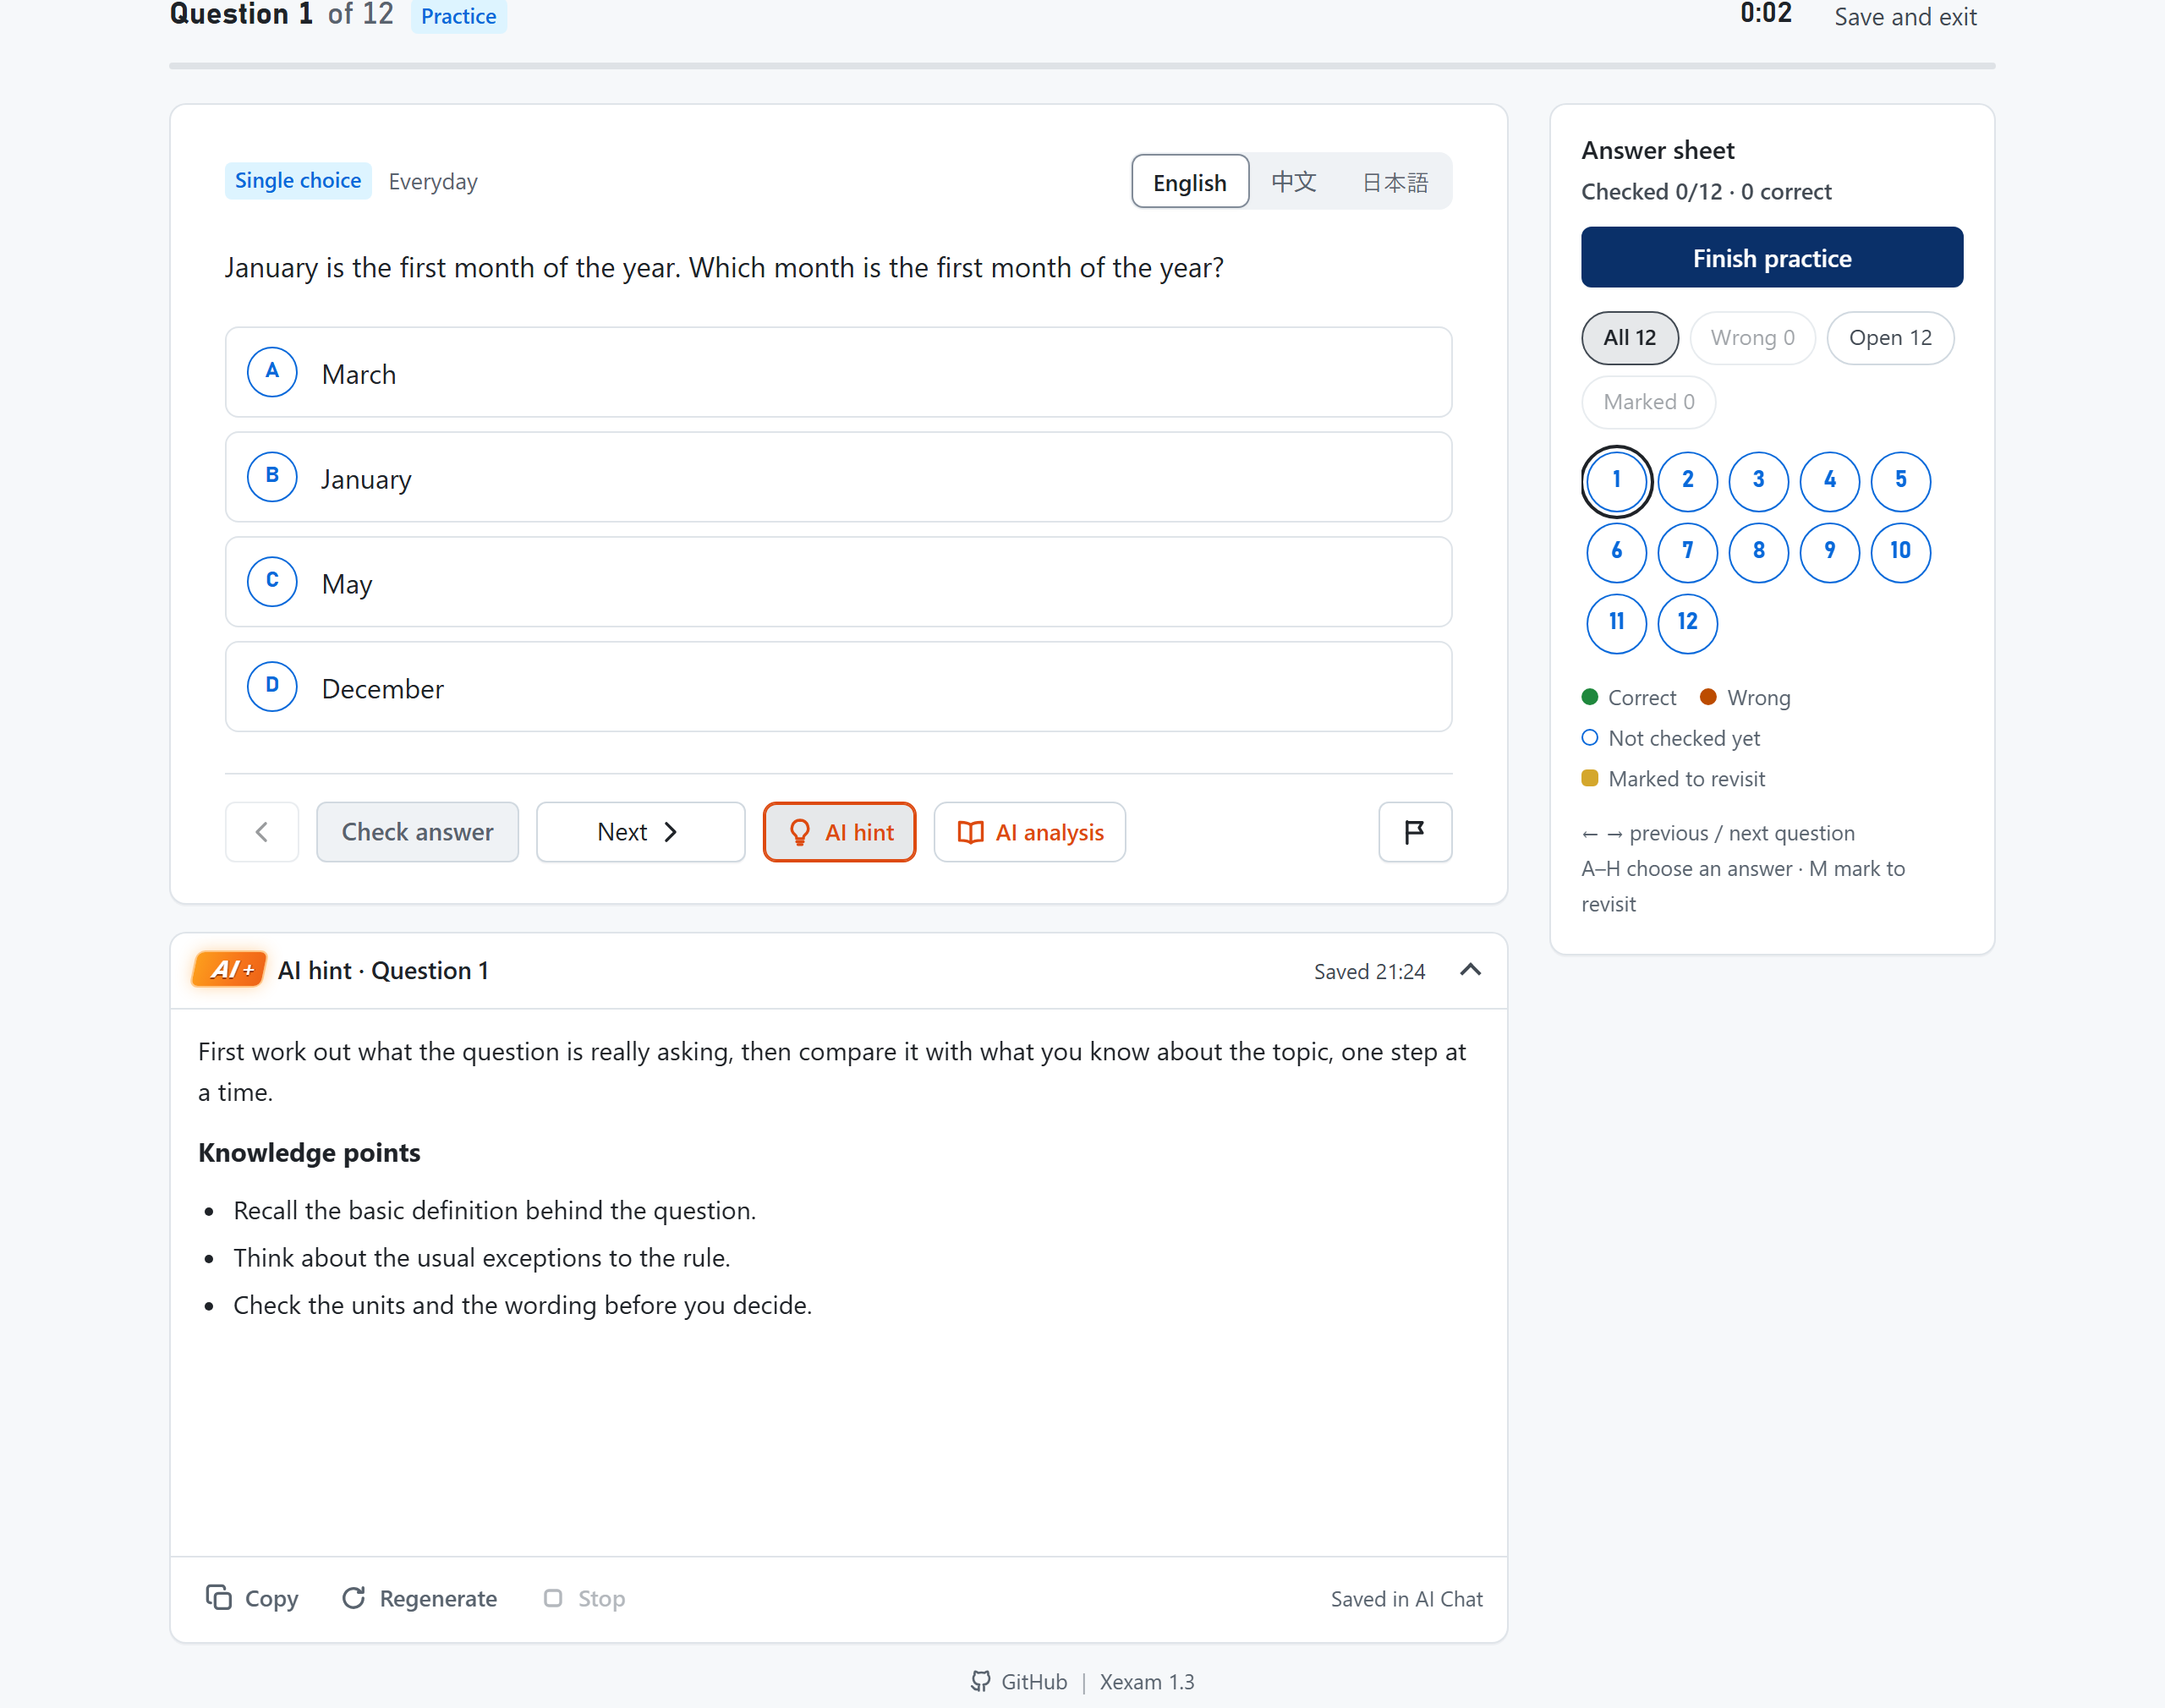 Question 1 of 12 Practice
0:02 Save and exit
Single choice Everyday
English 中文 日本語
January is the first month of the year. Which month is the first month of the year?
A March
B January
C May
D December
Check answer Next AI hint AI analysis
Answer sheet
Checked 0/12 · 0 correct
Finish practice
All 12 Wrong 0 Open 12
Marked 0
1 2 3 4 5
6 7 8 9 10
11 12
Correct Wrong
Not checked yet
Marked to revisit
← → previous / next question
A–H choose an answer · M mark to
revisit
AI+ AI hint · Question 1 Saved 21:24
First work out what the question is really asking, then compare it with what you know about the topic, one step at
a time.
Knowledge points
• Recall the basic definition behind the question.
• Think about the usual exceptions to the rule.
• Check the units and the wording before you decide.
Copy Regenerate Stop Saved in AI Chat
GitHub | Xexam 1.3